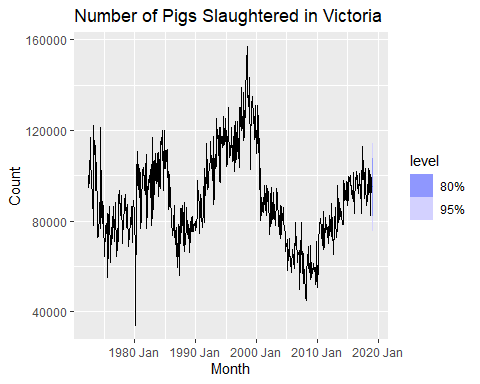 Number of Pigs Slaughtered in Victoria
160000
120000
80000
40000
Count
1980 Jan 1990 Jan 2000 Jan 2010 Jan 2020 Jan
Month
level
80%
95%